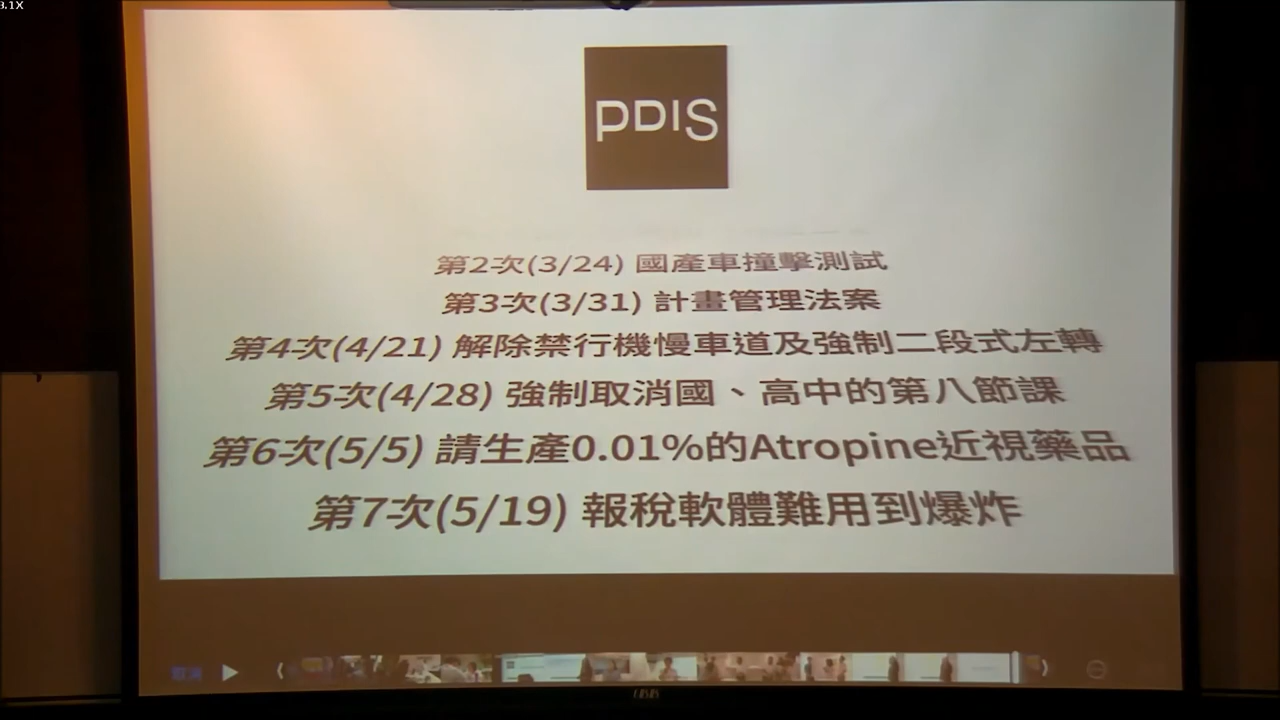 3.1X
PDIS
第2次(3/24) 國產車撞擊測試
第3次(3/31) 計畫管理法案
第4次(4/21) 解除禁行機慢車道及強制二段式左轉
第5次(4/28) 強制取消國、高中的第八節課
第6次(5/5) 請生產0.01%的Atropine近視藥品
第7次(5/19) 報稅軟體難用到爆炸
取消